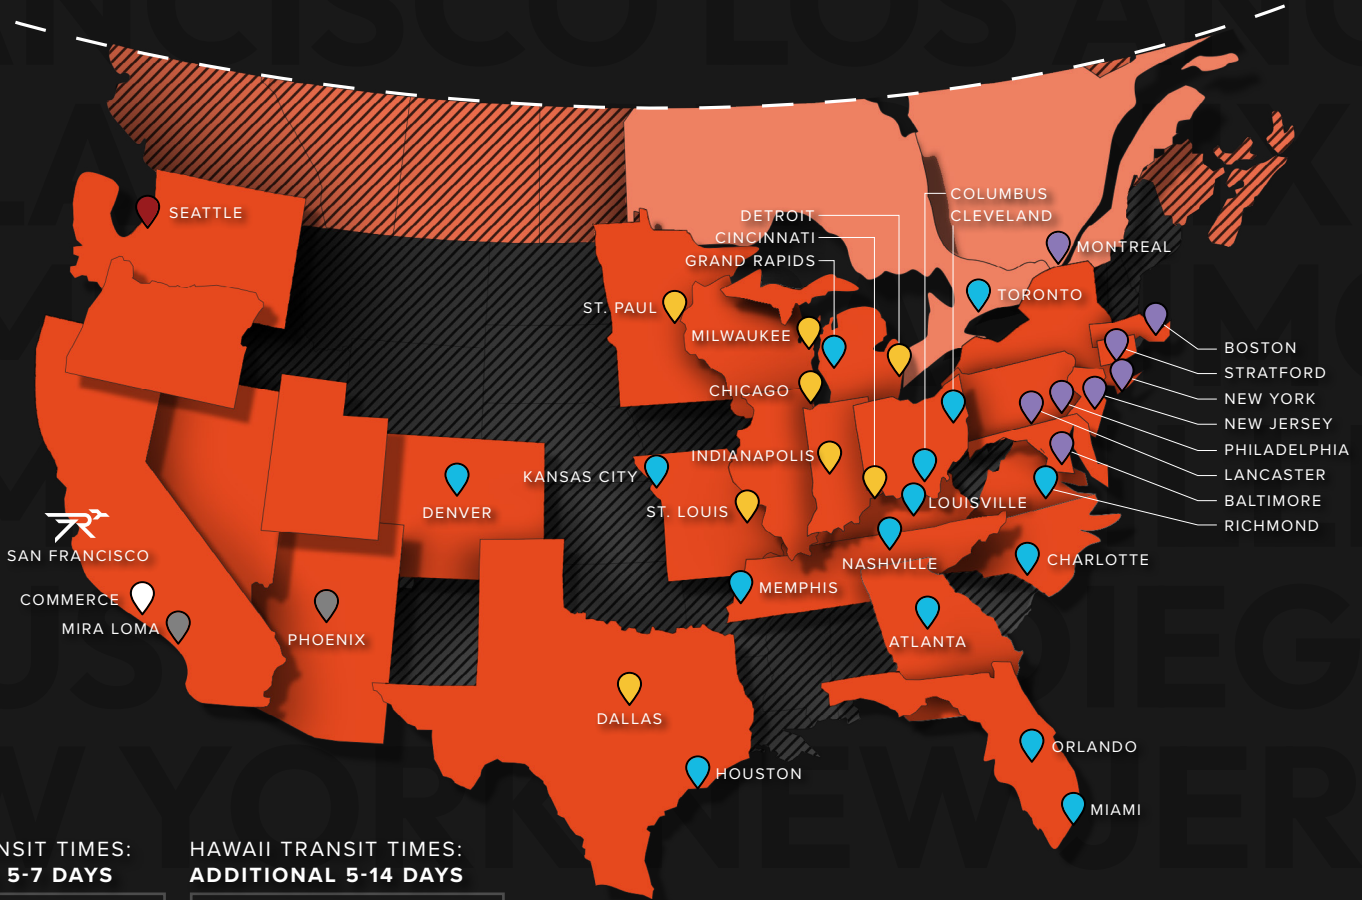 COLUMBUS
DETROIT
CLEVELAND
CINCINNATI
GRAND RAPIDS
MONTREAL
SEATTLE
TORONTO
ST. PAUL
MILWAUKEE
BOSTON
STRATFORD
CHICAGO
NEW YORK
NEW JERSEY
PHILADELPHIA
INDIANAPOLIS
KANSAS CITY
LANCASTER
BALTIMORE
LOUISVILLE
DENVER
ST. LOUIS
RICHMOND
SAN FRANCISCO
NASHVILLE
CHARLOTTE
MEMPHIS
COMMERCE
MIRA LOMA
PHOENIX
ATLANTA
DALLAS
ORLANDO
HOUSTON
MIAMI
NSIT TIMES:
5-7 DAYS
HAWAII TRANSIT TIMES:
ADDITIONAL 5-14 DAYS